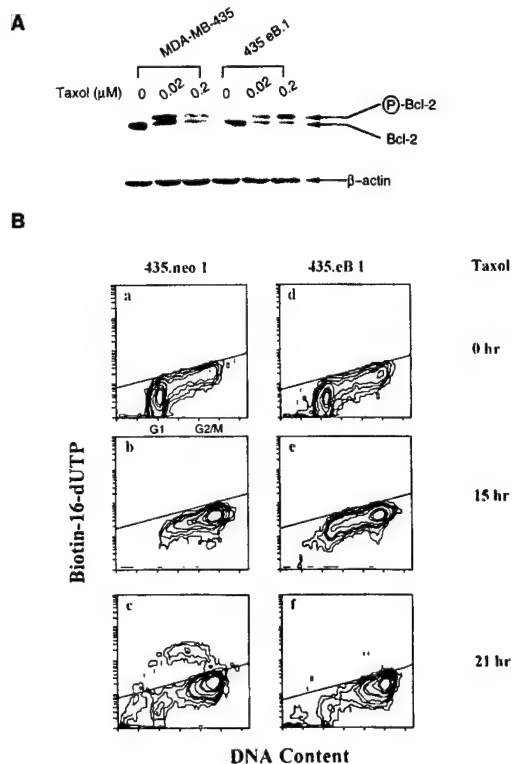 A
MDA-MB-435
435 eB.1
Taxol (μM)
0
0.02
0.2
0
0.02
0.2
P-Bcl-2
Bcl-2
β-actin
B
435.neo 1
435.eB 1
Taxol
a
d
0 hr
G1
G2/M
b
e
15 hr
Biotin-16-dUTP
c
f
21 hr
DNA Content